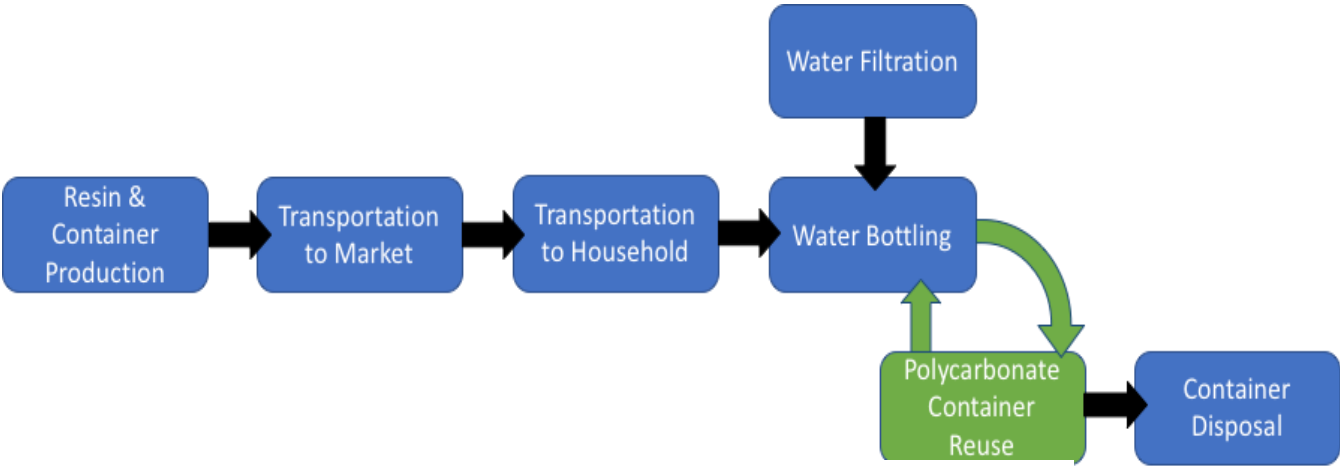 Water Filtration
Resin &
Container
Production
Transportation
to Market
Transportation
to Household
Water Bottling
Polycarbonate
Container
Reuse
Container
Disposal